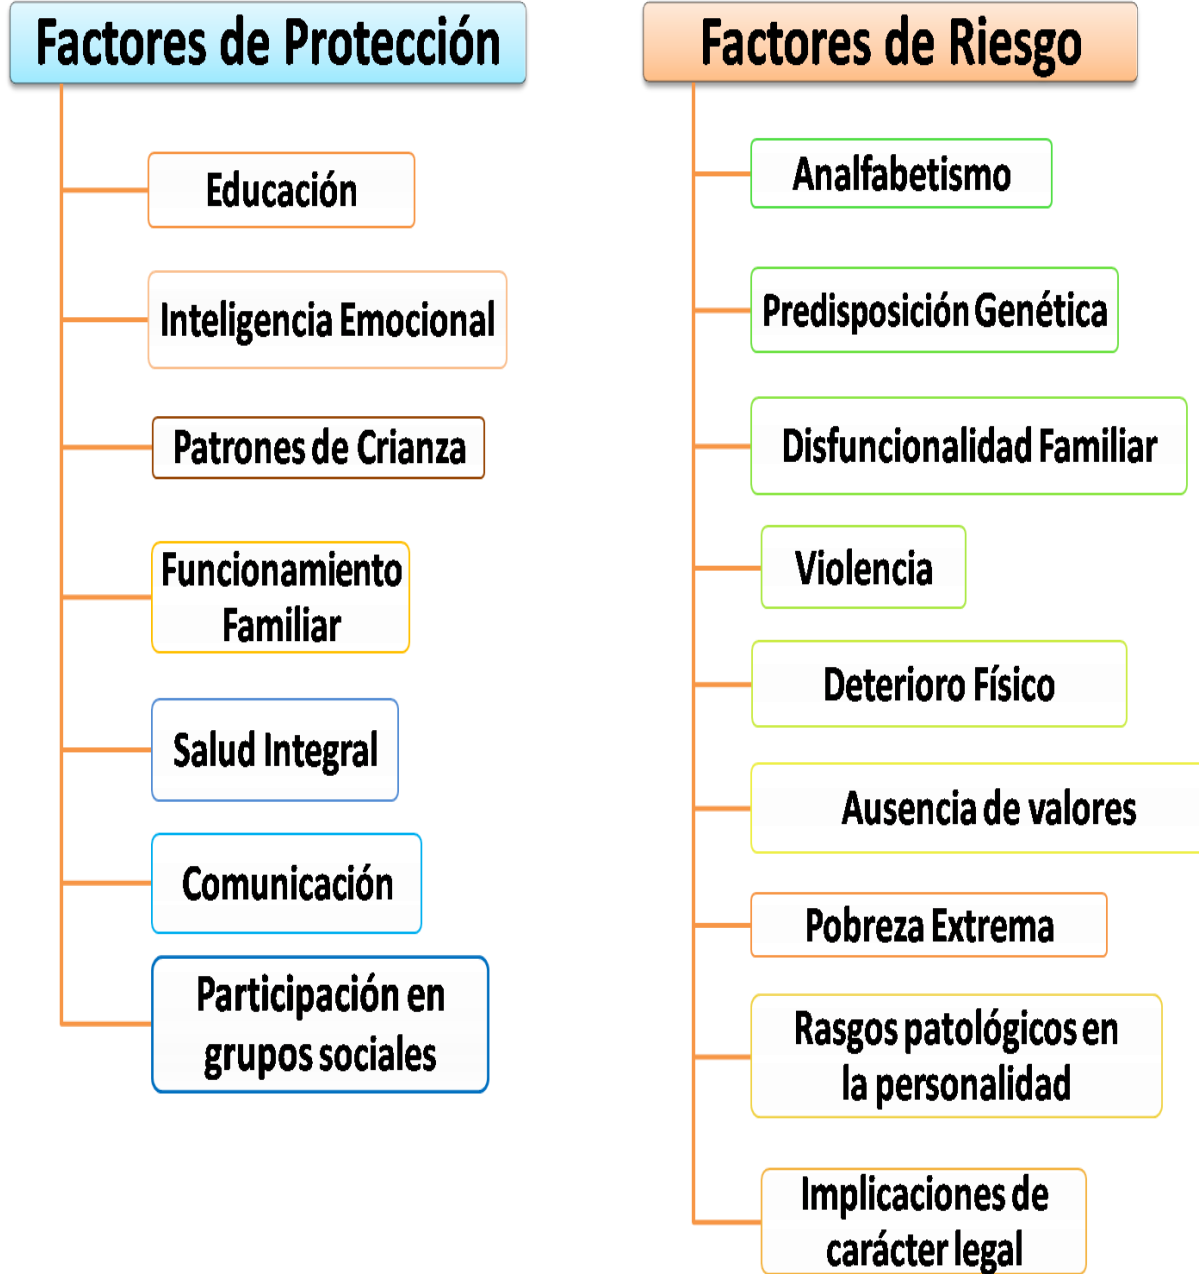 Factores de Protección
Educación
Inteligencia Emocional
Patrones de Crianza
Funcionamiento
Familiar
Salud Integral
Comunicación
Participación en
grupos sociales
Factores de Riesgo
Analfabetismo
Predisposición Genética
Disfuncionalidad Familiar
Violencia
Deterioro Físico
Ausencia de valores
Pobreza Extrema
Rasgos patológicos en
la personalidad
Implicaciones de
carácter legal